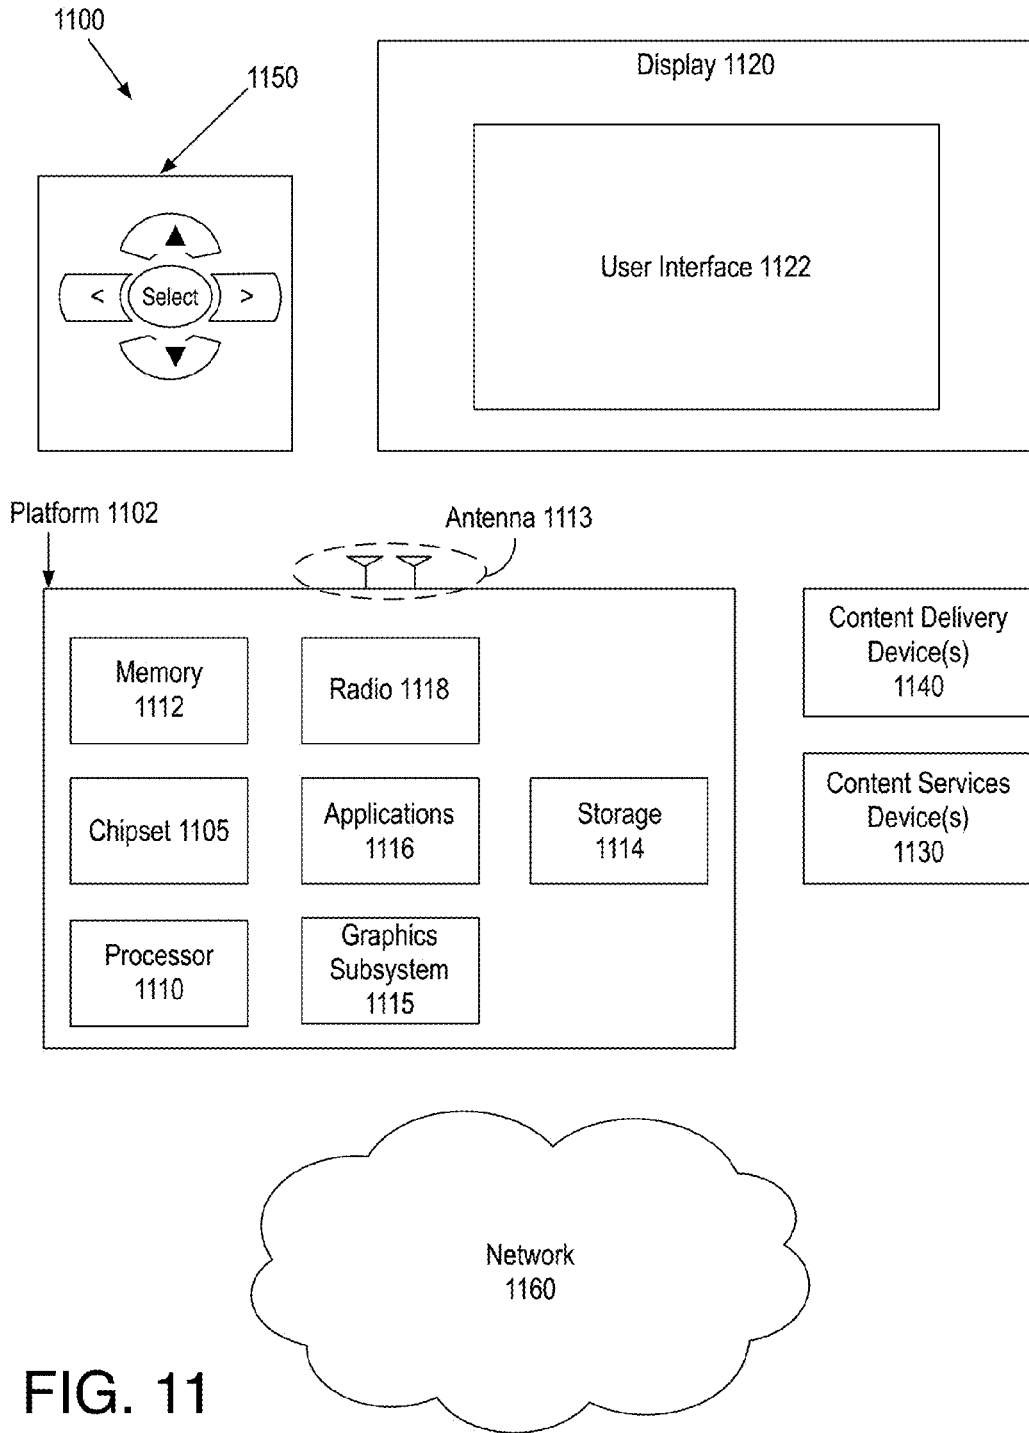 1100
1150
Display 1120
User Interface 1122
< Select >
Platform 1102
Antenna 1113
Memory
1112
Radio 1118
Content Delivery
Device(s)
1140
Chipset 1105
Applications
1116
Storage
1114
Content Services
Device(s)
1130
Processor
1110
Graphics
Subsystem
1115
Network
1160
FIG. 11